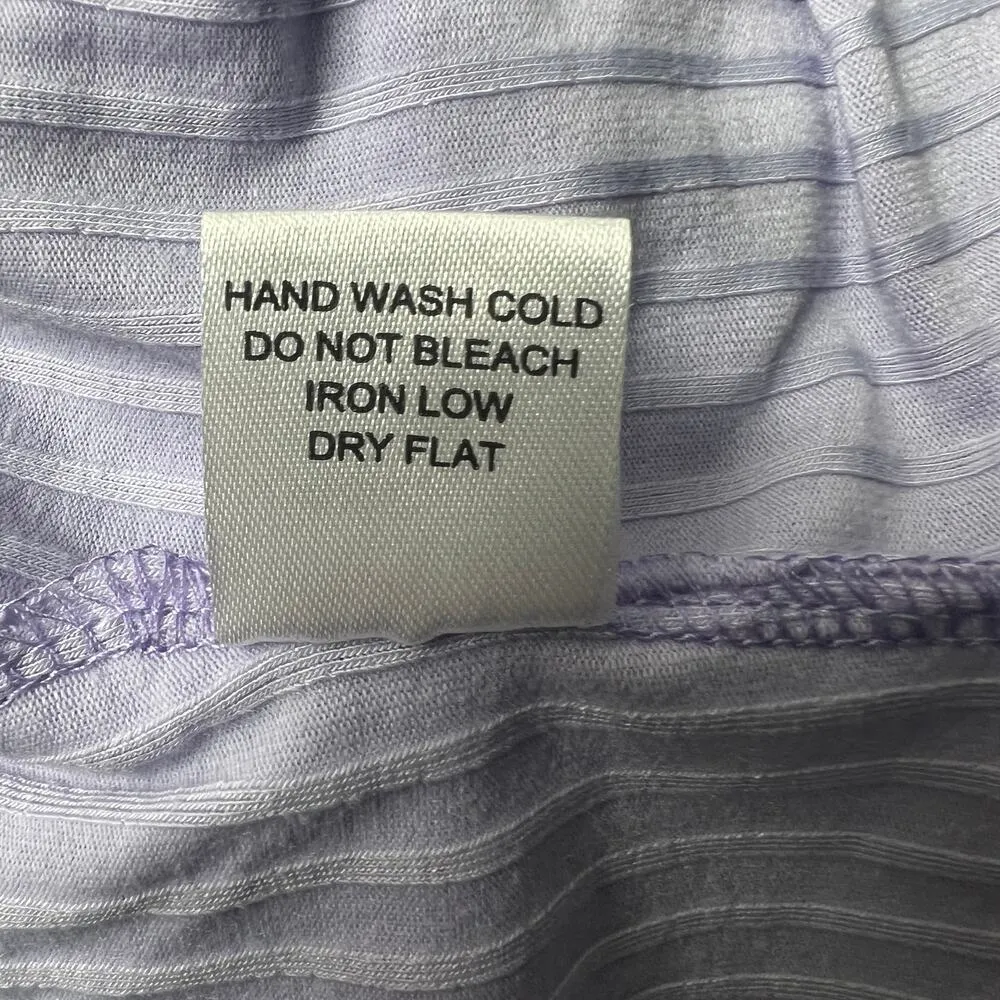 HAND WASH COLD
DO NOT BLEACH
IRON LOW
DRY FLAT